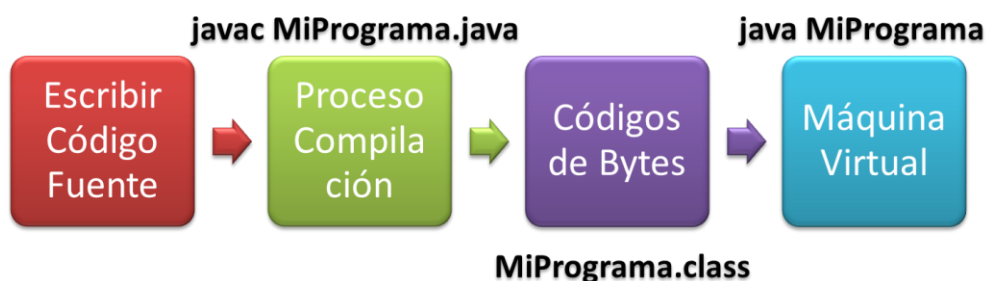 javac MiPrograma.java
java MiPrograma
Escribir
Código
Fuente
Proceso
Compila
ción
Códigos
de Bytes
Máquina
Virtual
MiPrograma.class